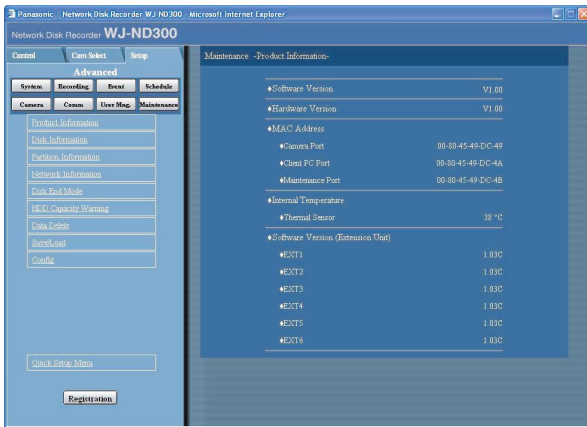 Panasonic Network Disk Recorder WJ-ND300 - Microsoft Internet Explorer
Network Disk Recorder WJ-ND300
Control Cam Select Setup
Advanced
System Recording Event Schedule
Camera Comm User Mng. Maintenance
Product Information
Disk Information
Partition Information
Network Information
Disk End Mode
HDD Capacity Warning
Data Delete
Save/Load
Config
Quick Setup Menu
Registration
Maintenance -Product Information-
♦Software Version V1.00
♦Hardware Version V1.00
♦MAC Address
♦Camera Port 00-80-45-49-DC-49
♦Client PC Port 00-80-45-49-DC-4A
♦Maintenance Port 00-80-45-49-DC-4B
♦Internal Temperature
♦Thermal Sensor 38 °C
♦Software Version (Extension Unit)
♦EXT1 1.03C
♦EXT2 1.03C
♦EXT3 1.03C
♦EXT4 1.03C
♦EXT5 1.03C
♦EXT6 1.03C